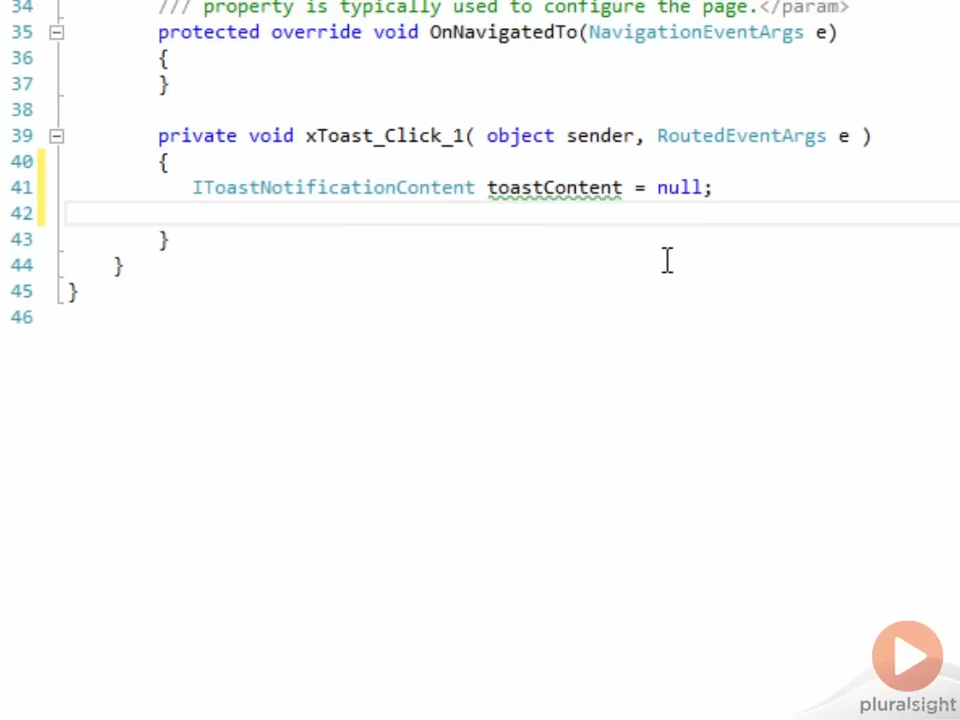 34 /// property is typically used to configure the page.</param>
35 protected override void OnNavigatedTo(NavigationEventArgs e)
36 {
37 }
38
39 private void xToast_Click_1( object sender, RoutedEventArgs e )
40 {
41 IToastNotificationContent toastContent = null;
42
43 }
44 }
45 }
46
pluralsight